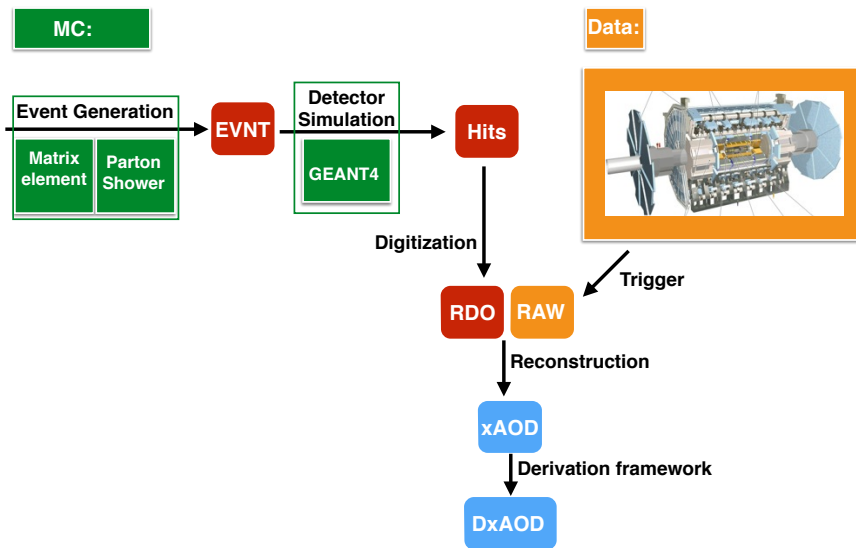 MC:
Data:
Event Generation
Matrix
element
Parton
Shower
EVNT
Detector
Simulation
GEANT4
Hits
Digitization
Trigger
RDO
RAW
Reconstruction
xAOD
Derivation framework
DxAOD